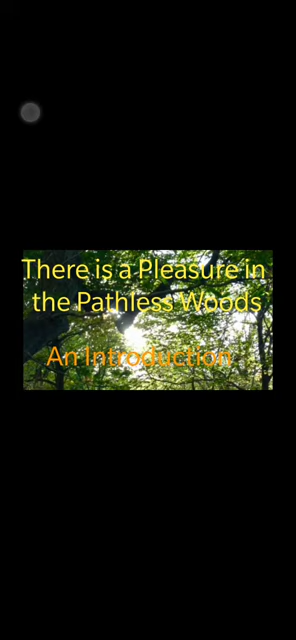 There is a Pleasure in
the Pathless Woods
An Introduction